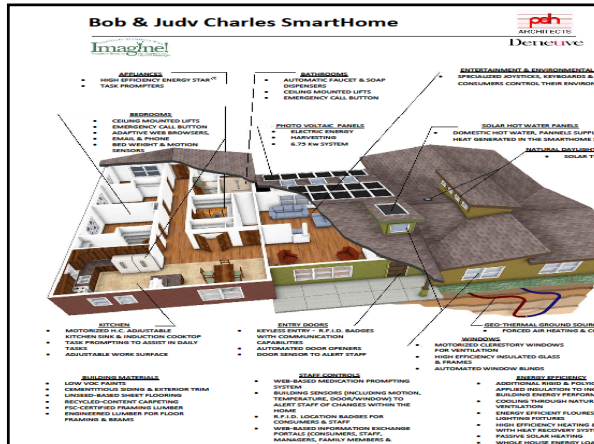 Bob & Judy Charles SmartHome
pdh
ARCHITECTS
Imagine!
Deneuve
APPLIANCES
HIGH EFFICIENCY ENERGY STAR
TASK PROMPTERS
BATHROOMS
AUTOMATIC FAUCET & SOAP
DISPENSERS
CEILING MOUNTED LIFTS
EMERGENCY CALL BUTTON
ENTERTAINMENT & ENVIRONMENTAL
SPECIALIZED JOYSTICKS, KEYBOARDS &
CONSUMERS CONTROL THEIR ENVIRON
BEDROOMS
CEILING MOUNTED LIFTS
EMERGENCY CALL BUTTON
ADAPTIVE WEB BROWSERS,
EMAIL & PHONE
BED WEIGHT & MOTION
SENSORS
PHOTO VOLTAIC PANELS
ELECTRIC ENERGY
HARVESTING
6.75 Kw SYSTEM
SOLAR HOT WATER PANELS
DOMESTIC HOT WATER, PANNELS SUPPL
HEAT GENERATED IN THE SMARTHOME
NATURAL DAYLIGHT
SOLAR T
KITCHEN
MOTORIZED H.C. ADJUSTABLE
KITCHEN SINK & INDUCTION COOKTOP
TASK PROMPTING TO ASSIST IN DAILY
TASKS
ADJUSTABLE WORK SURFACE
ENTRY DOORS
KEYLESS ENTRY - R.F.I.D. BADGES
WITH COMMUNICATION
CAPABILITIES
AUTOMATED DOOR OPENERS
DOOR SENSOR TO ALERT STAFF
GEO-THERMAL GROUND SOURC
FORCED AIR HEATING & CO
WINDOWS
MOTORIZED CLERESTORY WINDOWS
FOR VENTILATION
HIGH EFFICIENCY INSULATED GLASS
& FRAMES
AUTOMATED WINDOW BLINDS
BUILDING MATERIALS
LOW VOC PAINTS
CEMENTITIOUS SIDING & EXTERIOR TRIM
LINSEED-BASED SHEET FLOORING
RECYCLED-CONTENT CARPETING
FSC-CERTIFIED FRAMING LUMBER
ENGINEERED LUMBER FOR FLOOR
FRAMING & BEAMS
STAFF CONTROLS
WEB-BASED MEDICATION PROMPTING
SYSTEM
BUILDING SENSORS (INCLUDING MOTION,
TEMPERATURE, DOOR/WINDOW) TO
ALERT STAFF OF CHANGES WITHIN THE
HOME
R.F.I.D. LOCATION BADGES FOR
CONSUMERS & STAFF
WEB-BASED INFORMATION EXCHANGE
PORTALS (CONSUMERS, STAFF,
MANAGERS, FAMILY MEMBERS &
ENERGY EFFICIENCY
ADDITIONAL RIGID & POLYIC
APPLIED INSULATION TO INC
BUILDING ENERGY PERFORM
COOLING THROUGH NATUR
VENTILATION
ENERGY EFFICIENT FLOURES
LIGHTING FIXTURES
HIGH EFFICIENCY HEATING &
WITH HEAT RECOVERY SYST
PASSIVE SOLAR HEATING
WHOLE HOUSE ENERGY LO